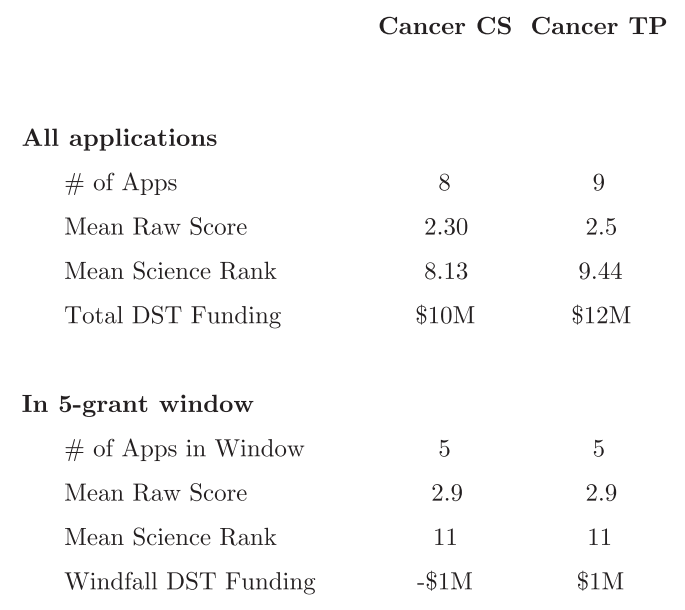 Cancer CS Cancer TP
All applications
# of Apps 8 9
Mean Raw Score 2.30 2.5
Mean Science Rank 8.13 9.44
Total DST Funding $10M $12M
In 5-grant window
# of Apps in Window 5 5
Mean Raw Score 2.9 2.9
Mean Science Rank 11 11
Windfall DST Funding -$1M $1M